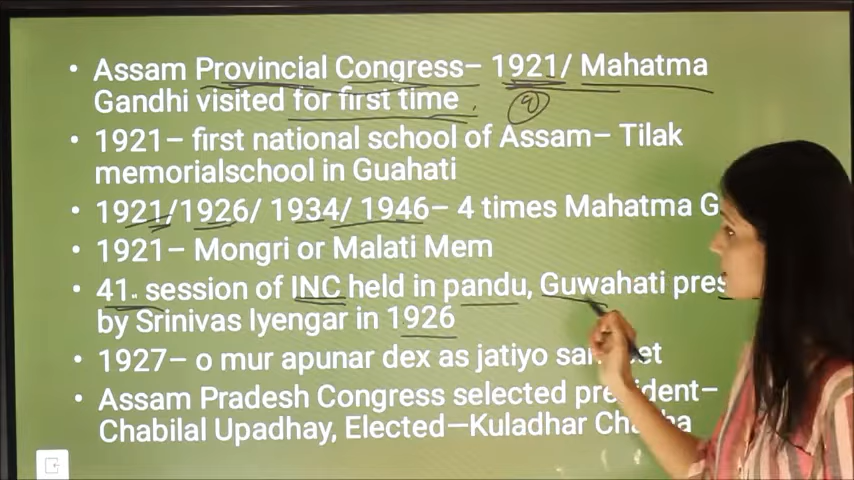 • Assam Provincial Congress– 1921/ Mahatma
Gandhi visited for first time
• 1921– first national school of Assam– Tilak
memorialschool in Guahati
• 1921/1926/ 1934/ 1946– 4 times Mahatma G
• 1921– Mongri or Malati Mem
• 41. session of INC held in pandu, Guwahati pres
by Srinivas Iyengar in 1926
• 1927– o mur apunar dex as jatiyo
• Assam Pradesh Congress selected president–
Chabilal Upadhay, Elected–Kuladhar